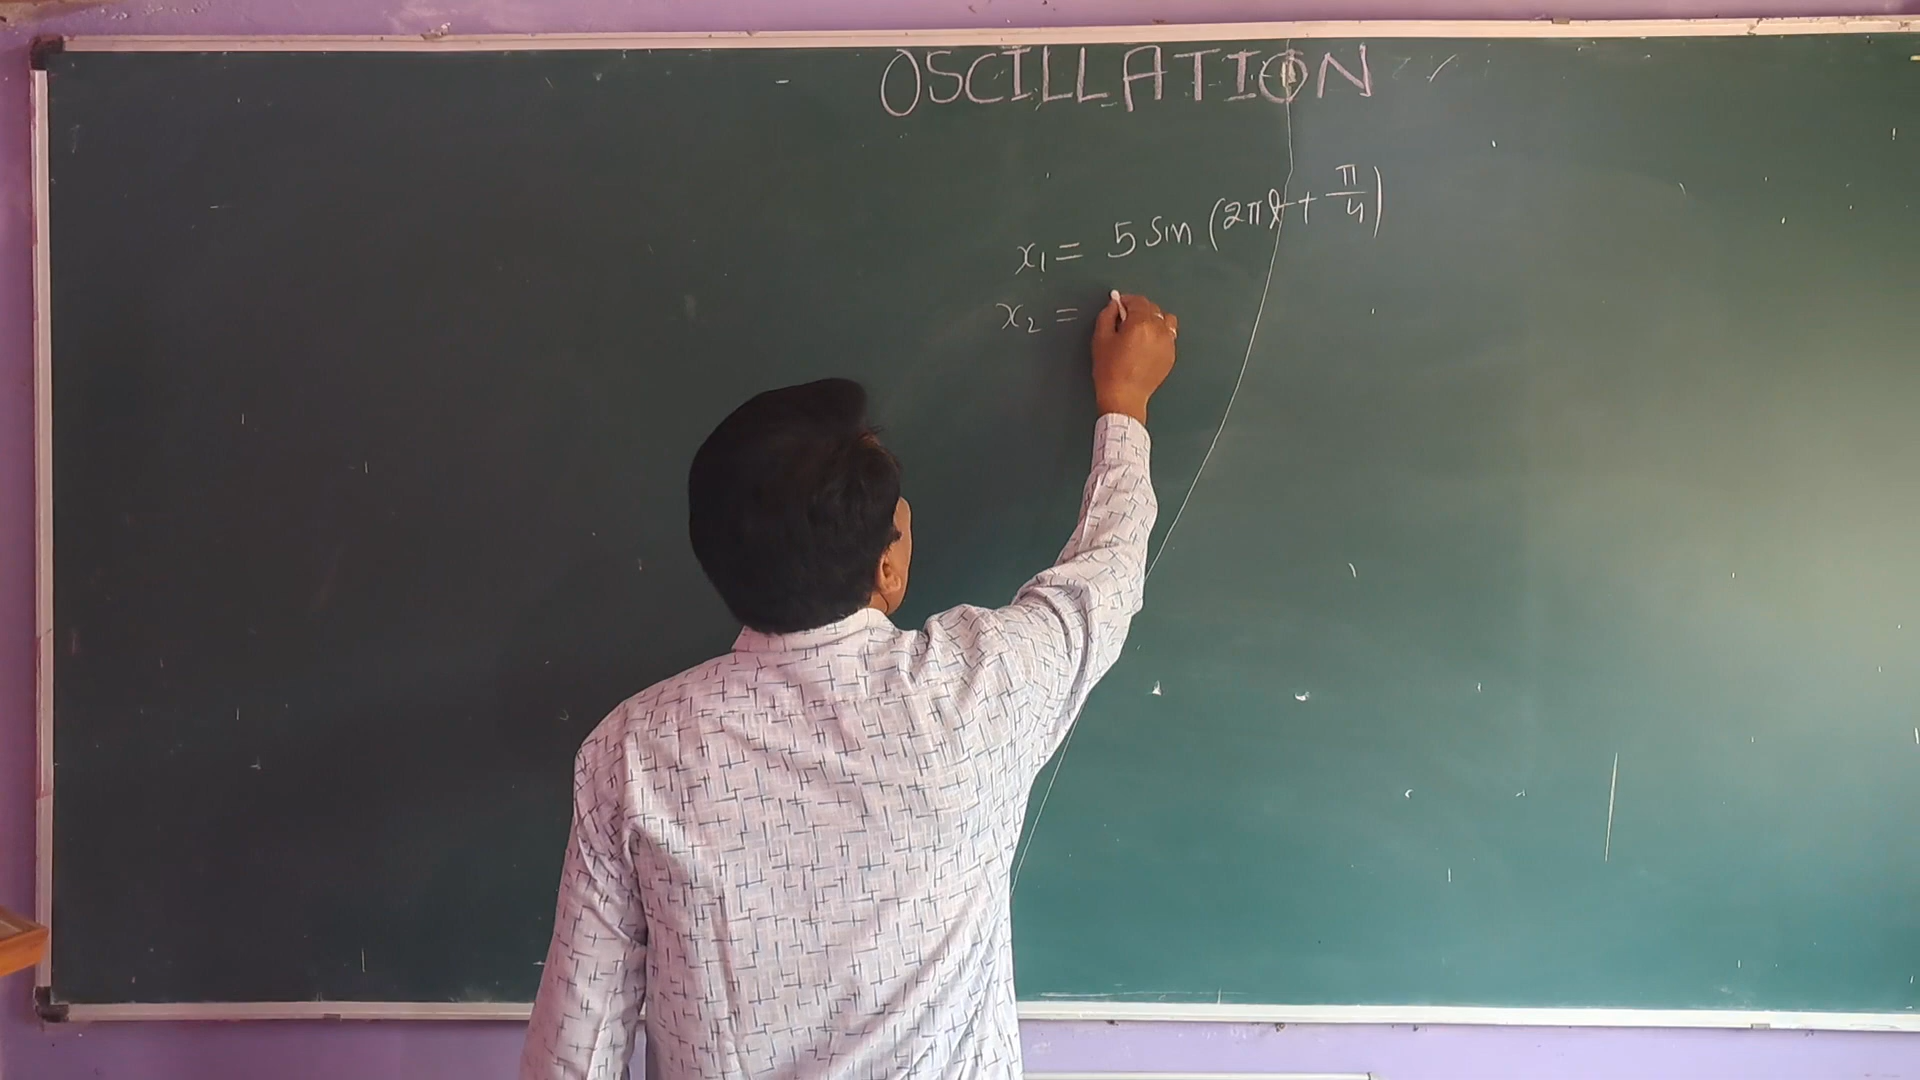 OSCILLATION
x₁ = 5 sin (2πt + π/4)
x₂ =